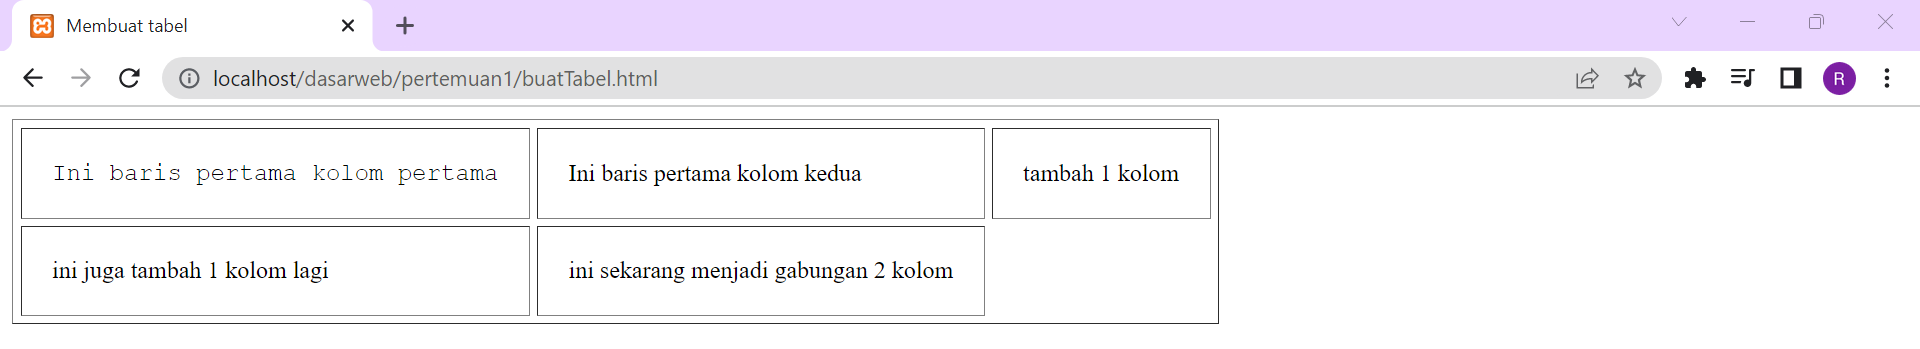 Membuat tabel
localhost/dasarweb/pertemuan1/buatTabel.html
R
Ini baris pertama kolom pertama
Ini baris pertama kolom kedua
tambah 1 kolom
ini juga tambah 1 kolom lagi
ini sekarang menjadi gabungan 2 kolom